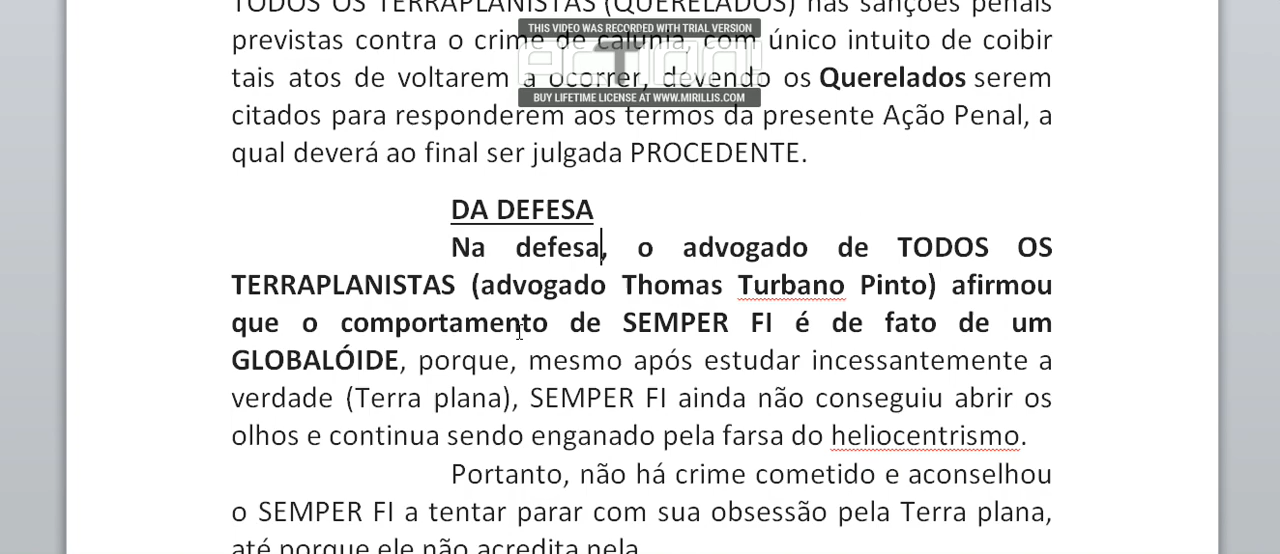 TODOS OS TERRAPLANISTAS (QUERELADOS) nas sanções penais
THIS VIDEO WAS RECORDED WITH TRIAL VERSION
previstas contra o crime de calúnia, com único intuito de coibir
ACTION!
tais atos de voltarem a ocorrer, devendo os Querelados serem
BUY LIFETIME LICENSE AT WWW.MIRILLIS.COM
citados para responderem aos termos da presente Ação Penal, a
qual deverá ao final ser julgada PROCEDENTE.
DA DEFESA
Na defesa, o advogado de TODOS OS
TERRAPLANISTAS (advogado Thomas Turbano Pinto) afirmou
que o comportamento de SEMPER FI é de fato de um
GLOBALÓIDE, porque, mesmo após estudar incessantemente a
verdade (Terra plana), SEMPER FI ainda não conseguiu abrir os
olhos e continua sendo enganado pela farsa do heliocentrismo.
Portanto, não há crime cometido e aconselhou
o SEMPER FI a tentar parar com sua obsessão pela Terra plana,
até porque ele não acredita nela.